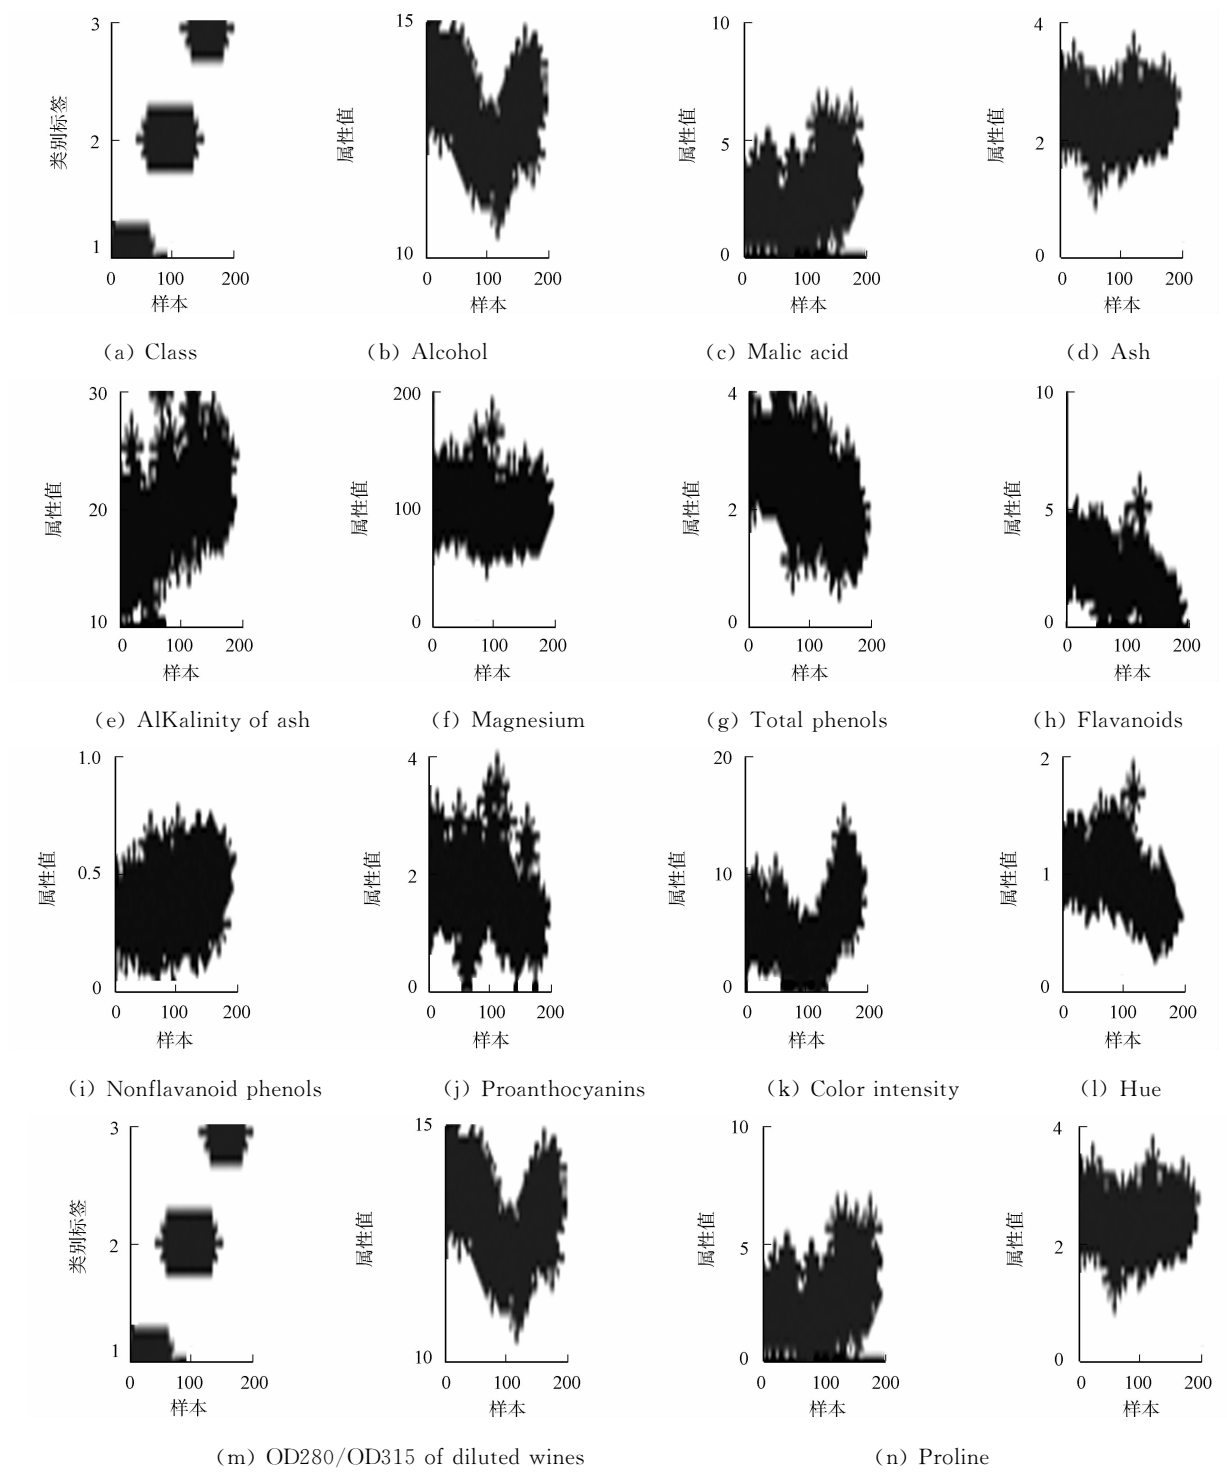 3 15 10 4
类别标签 属性值 属性值 属性值
2 5 2
1 10 0 0
0 100 200 0 100 200 0 100 200 0 100 200
样本 样本 样本 样本
(a) Class (b) Alcohol (c) Malic acid (d) Ash
30 200 4 10
属性值 属性值 属性值 属性值
20 100 2 5
10 0 0 0
0 100 200 0 100 200 0 100 200 0 100 200
样本 样本 样本 样本
(e) AlKalinity of ash (f) Magnesium (g) Total phenols (h) Flavanoids
1.0 4 20 2
属性值 属性值 属性值 属性值
0.5 2 10 1
0 0 0 0
0 100 200 0 100 200 0 100 200 0 100 200
样本 样本 样本 样本
(i) Nonflavanoid phenols (j) Proanthocyanins (k) Color intensity (l) Hue
3 15 10 4
类别标签 属性值 属性值 属性值
2 5 2
1 10 0 0
0 100 200 0 100 200 0 100 200 0 100 200
样本 样本 样本 样本
(m) OD280/OD315 of diluted wines (n) Proline